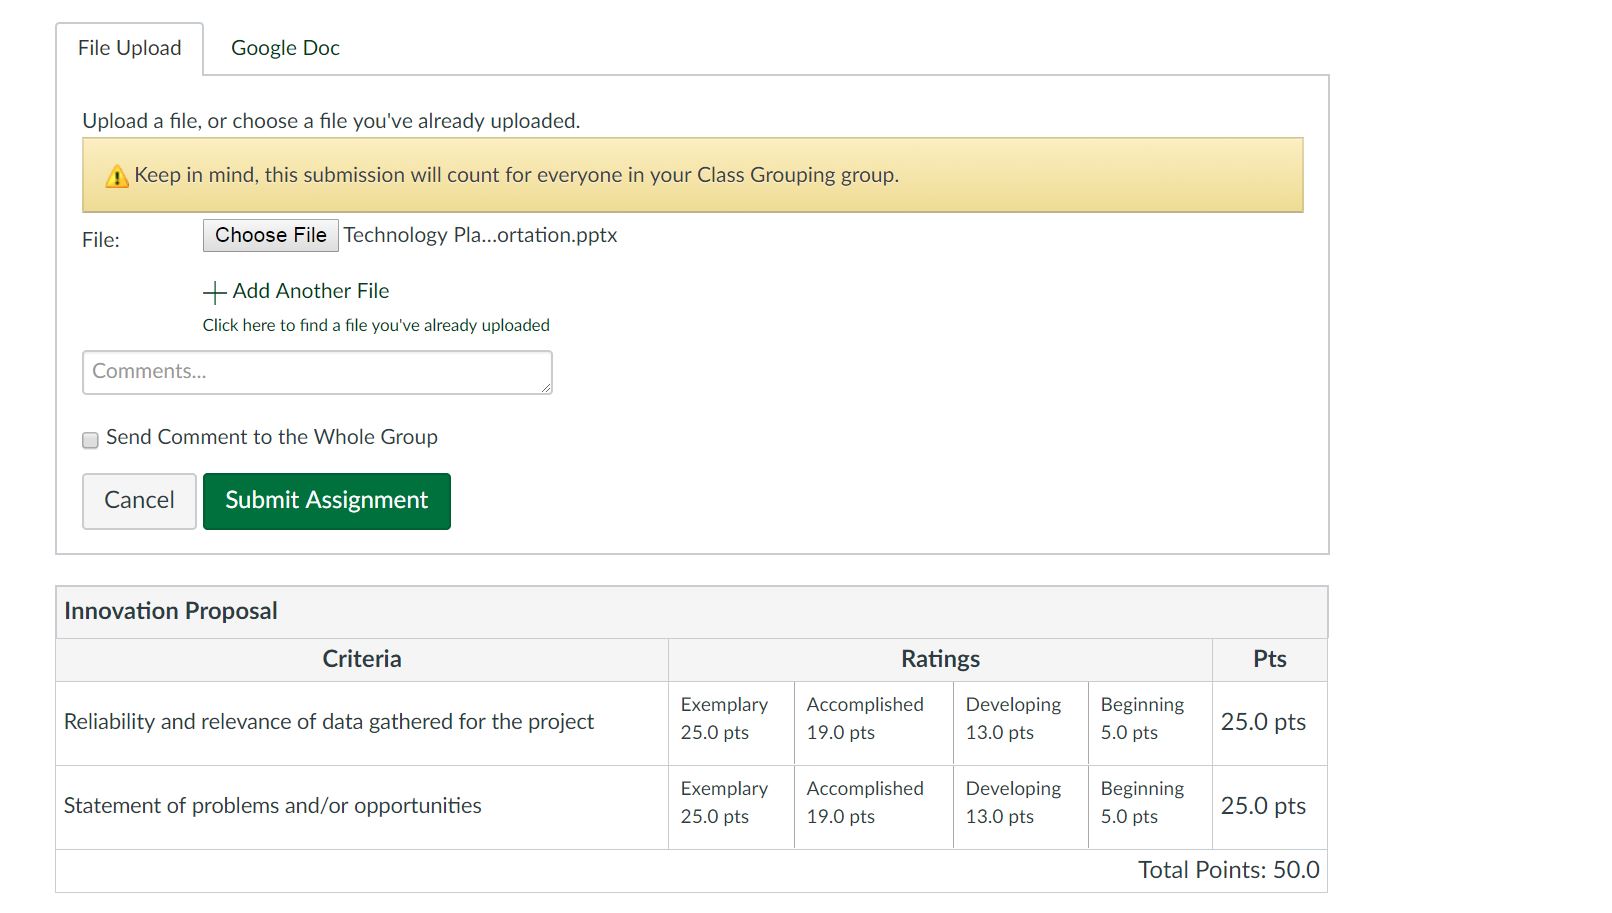 File Upload Google Doc
Upload a file, or choose a file you've already uploaded.
Keep in mind, this submission will count for everyone in your Class Grouping group.
File: Choose File Technology Pla...ortation.pptx
Add Another File
Click here to find a file you've already uploaded
Comments...
Send Comment to the Whole Group
Cancel Submit Assignment
Innovation Proposal
Criteria Ratings Pts
Reliability and relevance of data gathered for the project
Exemplary Accomplished Developing Beginning
25.0 pts 19.0 pts 13.0 pts 5.0 pts
25.0 pts
Statement of problems and/or opportunities
Exemplary Accomplished Developing Beginning
25.0 pts 19.0 pts 13.0 pts 5.0 pts
25.0 pts
Total Points: 50.0